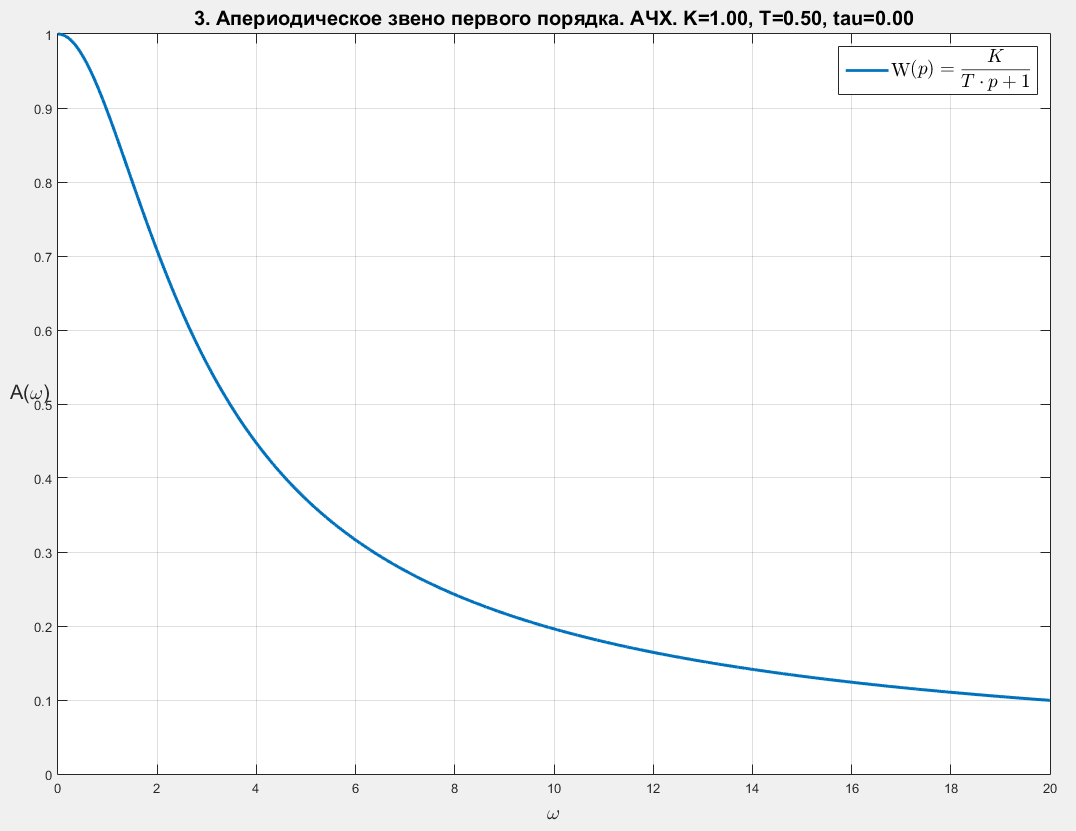 3. Апериодическое звено первого порядка. АЧХ. K=1.00, T=0.50, tau=0.00
W(p) = K / (T · p + 1)
1
0.9
0.8
0.7
0.6
A(ω)
0.5
0.4
0.3
0.2
0.1
0
0 2 4 6 8 10 12 14 16 18 20
ω